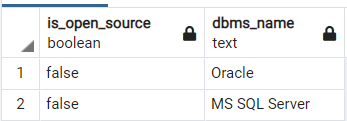 is_open_source dbms_name
boolean text
1 false Oracle
2 false MS SQL Server